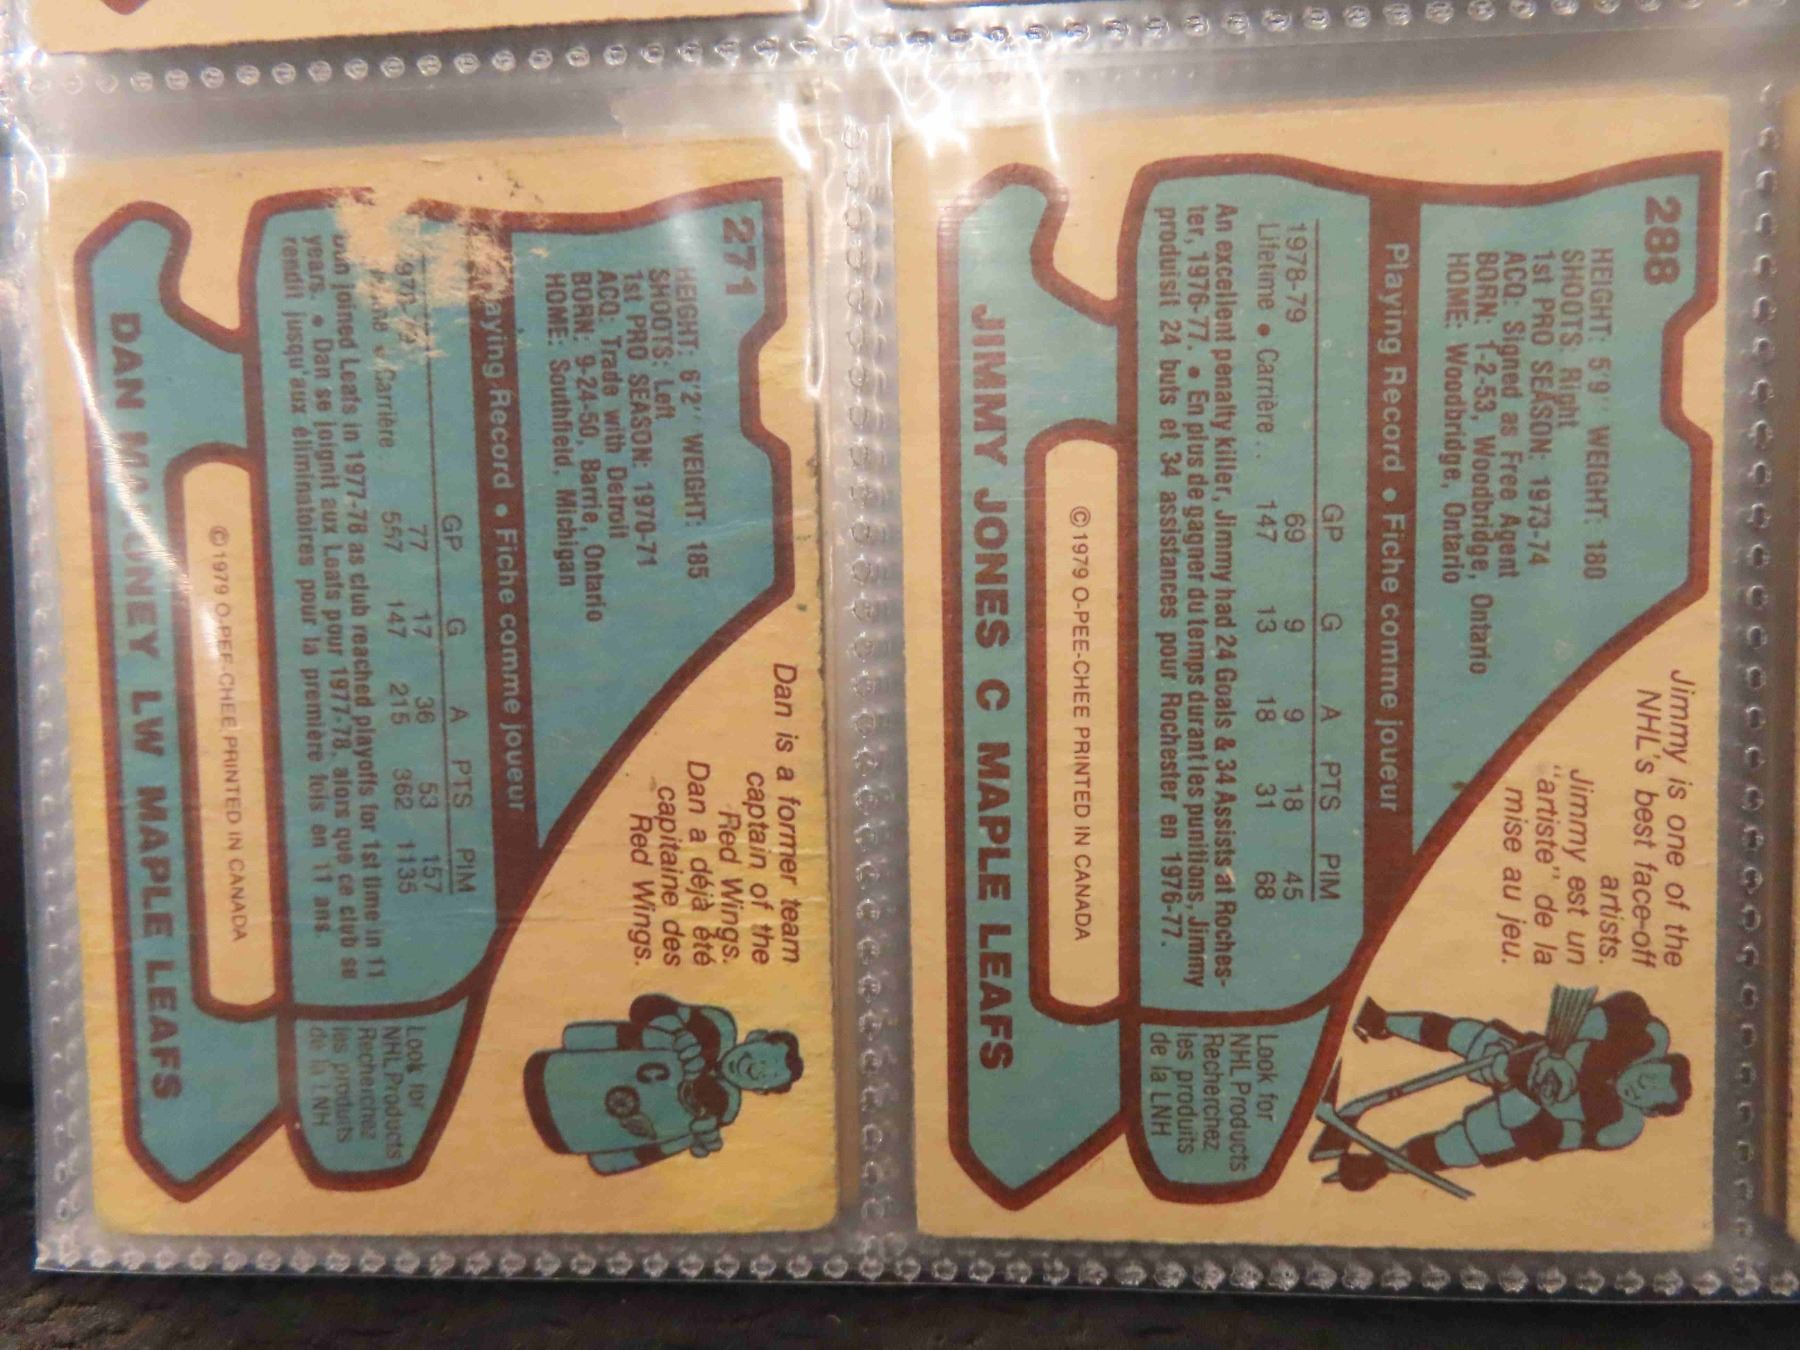 288
HEIGHT: 5'9" WEIGHT: 180
SHOOTS: Right
1st PRO SEASON: 1973-74
ACQ: Signed as Free Agent
BORN: 1-2-53, Woodbridge, Ontario
HOME: Woodbridge, Ontario
Jimmy is one of the
NHL's best face-off
artists.
Jimmy est un
"artiste" de la
mise au jeu.
Playing Record • Fiche comme joueur
GP G A PTS PIM
1978-79 69 9 9 18 45
Lifetime • Carrière . . 147 13 18 31 68
An excellent penalty killer, Jimmy had 24 Goals & 34 Assists at Roches-
ter, 1976-77. • En plus de gagner du temps durant les punitions, Jimmy
produisit 24 buts et 34 assistances pour Rochester en 1976-77.
Look for
NHL Products
Recherchez
les produits
de la LNH
© 1979 O-PEE-CHEE PRINTED IN CANADA
JIMMY JONES C MAPLE LEAFS
271
HEIGHT: 6'2" WEIGHT: 185
SHOOTS: Left
1st PRO SEASON: 1970-71
ACQ: Trade with Detroit
BORN: 9-24-50, Barrie, Ontario
HOME: Southfield, Michigan
Dan is a former team
captain of the
Red Wings.
Dan a déjà été
capitaine des
Red Wings.
aying Record • Fiche comme joueur
GP G A PTS PIM
77 17 36 53 157
Carrière 557 147 215 362 1135
joined Leafs in 1977-78 as club reached playoffs for 1st time in 11
years. • Dan se joignit aux Leafs pour 1977-78, alors que ce club se
rendit jusqu'aux éliminatoires pour la première fois en 11 ans.
Look for
NHL Products
Recherchez
les produits
de la LNH
© 1979 O-PEE-CHEE PRINTED IN CANADA
DAN MALONEY LW MAPLE LEAFS
C